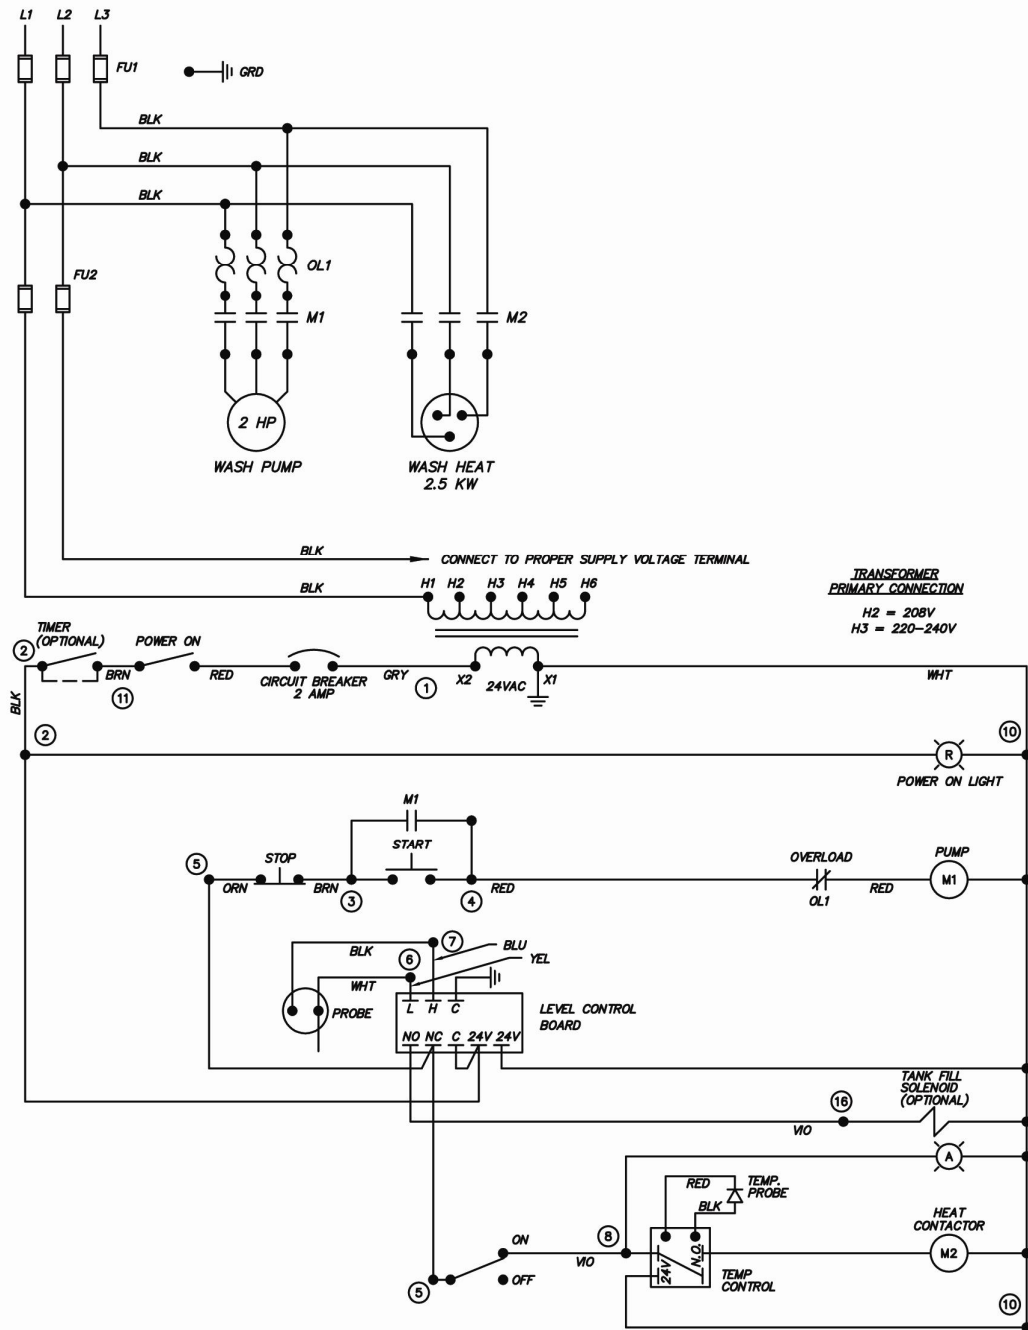 L1 L2 L3
FU1
GRD
BLK
BLK
BLK
FU2
OL1
M1
M2
2 HP
WASH PUMP
WASH HEAT
2.5 KW
BLK
CONNECT TO PROPER SUPPLY VOLTAGE TERMINAL
BLK
H1 H2 H3 H4 H5 H6
TRANSFORMER
PRIMARY CONNECTION
H2 = 208V
H3 = 220-240V
TIMER
(OPTIONAL)
POWER ON
2
BRN
11
RED
CIRCUIT BREAKER
2 AMP
GRY
1
X2
24VAC
X1
WHT
BLK
2
10
R
POWER ON LIGHT
M1
START
STOP
5
ORN
BRN
3
4
RED
OVERLOAD
OL1
RED
PUMP
M1
7
BLK
BLU
6
YEL
WHT
PROBE
L H C
LEVEL CONTROL
BOARD
NO NC C 24V 24V
TANK FILL
SOLENOID
(OPTIONAL)
16
VIO
A
RED
TEMP.
PROBE
BLK
HEAT
CONTACTOR
ON
8
VIO
24V
N.O.
M2
OFF
5
TEMP
CONTROL
10